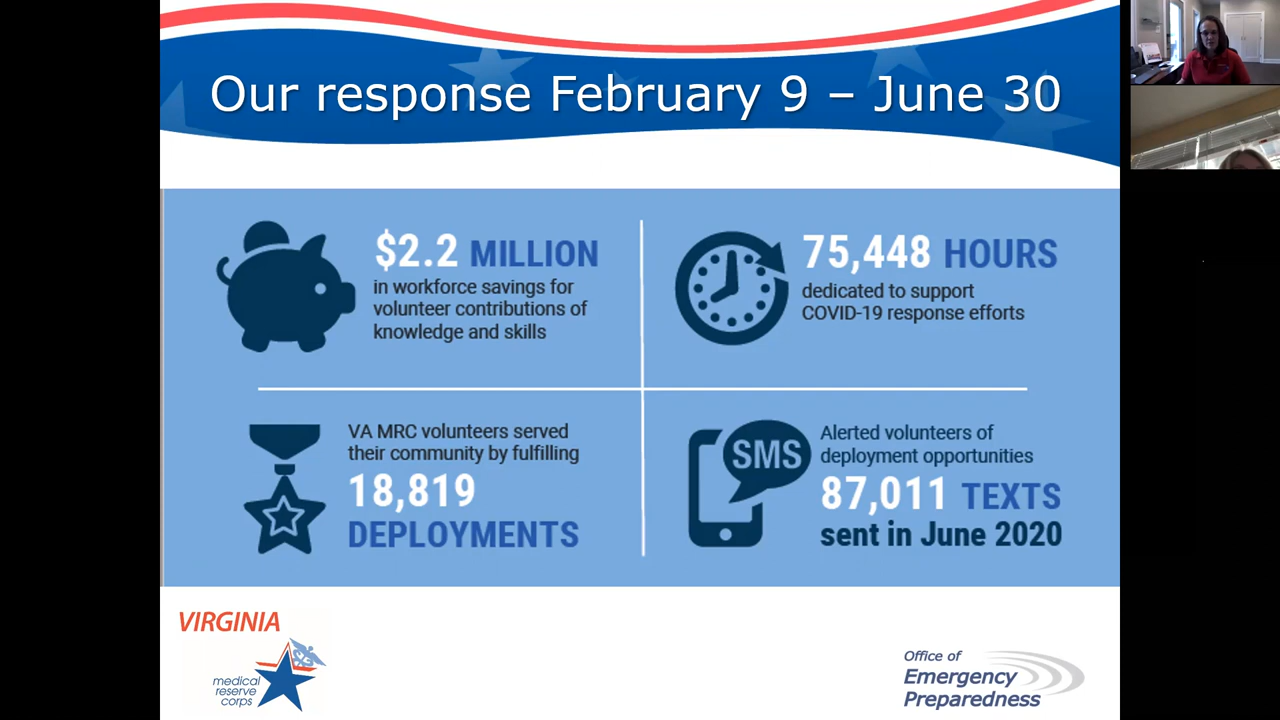 Our response February 9 – June 30
$2.2 MILLION
in workforce savings for
volunteer contributions of
knowledge and skills
75,448 HOURS
dedicated to support
COVID-19 response efforts
VA MRC volunteers served
their community by fulfilling
18,819
DEPLOYMENTS
SMS
Alerted volunteers of
deployment opportunities
87,011 TEXTS
sent in June 2020
VIRGINIA
medical
reserve
corps
Office of
Emergency
Preparedness